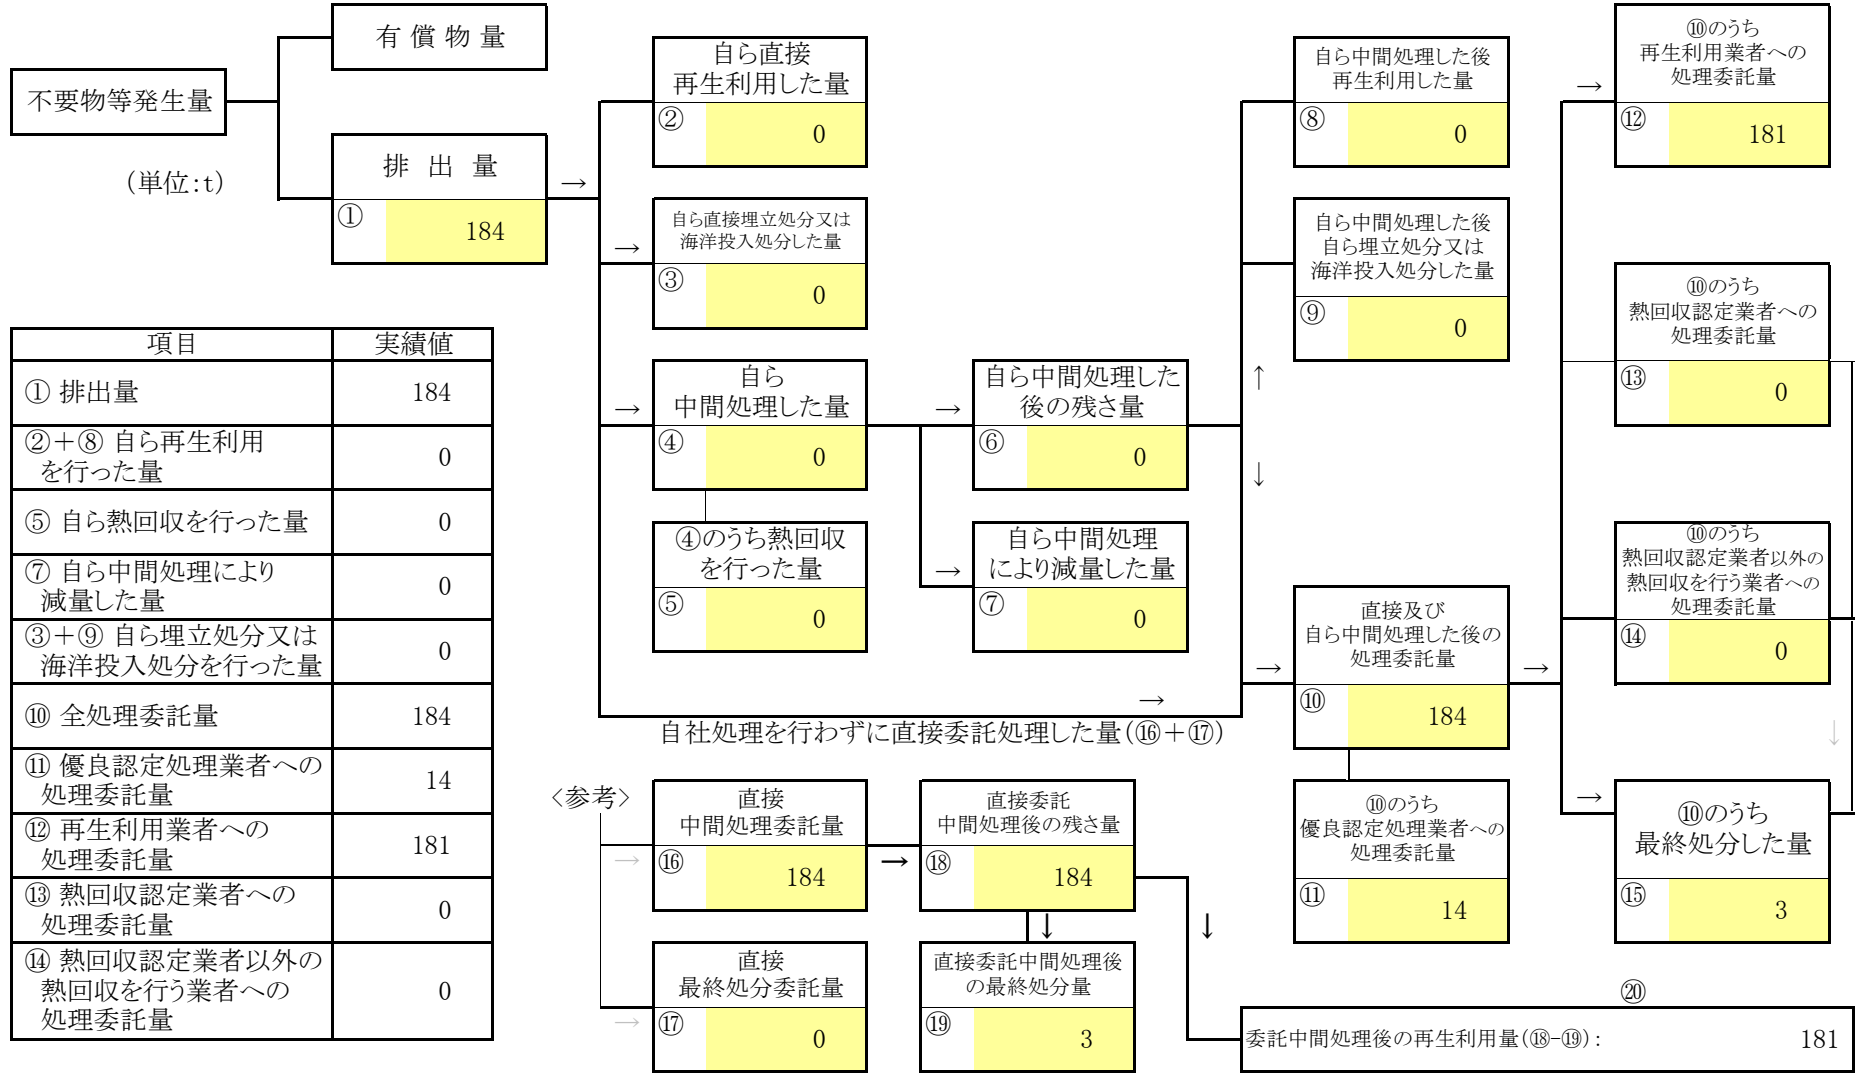 有 償 物 量
不要物等発生量
(単位:t)
排 出 量
①
184
→
自ら直接
再生利用した量
②
0
→
自ら直接埋立処分又は
海洋投入処分した量
③
0
→
自ら
中間処理した量
④
0
④のうち熱回収
を行った量
⑤
0
→
自ら中間処理した
後の残さ量
⑥
0
→
自ら中間処理
により減量した量
⑦
0
→
自社処理を行わずに直接委託処理した量(⑯+⑰)
↑
↓
自ら中間処理した後
再生利用した量
⑧
0
自ら中間処理した後
自ら埋立処分又は
海洋投入処分した量
⑨
0
→
直接及び
自ら中間処理した後の
処理委託量
⑩
184
⑩のうち
優良認定処理業者への
処理委託量
⑪
14
→
→
⑩のうち
再生利用業者への
処理委託量
⑫
181
⑩のうち
熱回収認定業者への
処理委託量
⑬
0
⑩のうち
熱回収認定業者以外の
熱回収を行う業者への
処理委託量
⑭
0
↓
→
⑩のうち
最終処分した量
⑮
3
項目 実績値
① 排出量 184
②+⑧ 自ら再生利用
を行った量 0
⑤ 自ら熱回収を行った量 0
⑦ 自ら中間処理により
減量した量 0
③+⑨ 自ら埋立処分又は
海洋投入処分を行った量 0
⑩ 全処理委託量 184
⑪ 優良認定処理業者への
処理委託量 14
⑫ 再生利用業者への
処理委託量 181
⑬ 熱回収認定業者への
処理委託量 0
⑭ 熱回収認定業者以外の
熱回収を行う業者への
処理委託量 0
<参考>
→
直接
中間処理委託量
⑯
184
→
直接委託
中間処理後の残さ量
⑱
184
↓
↓
→
直接
最終処分委託量
⑰
0
直接委託中間処理後
の最終処分量
⑲
3
⑳
委託中間処理後の再生利用量(⑱-⑲): 181